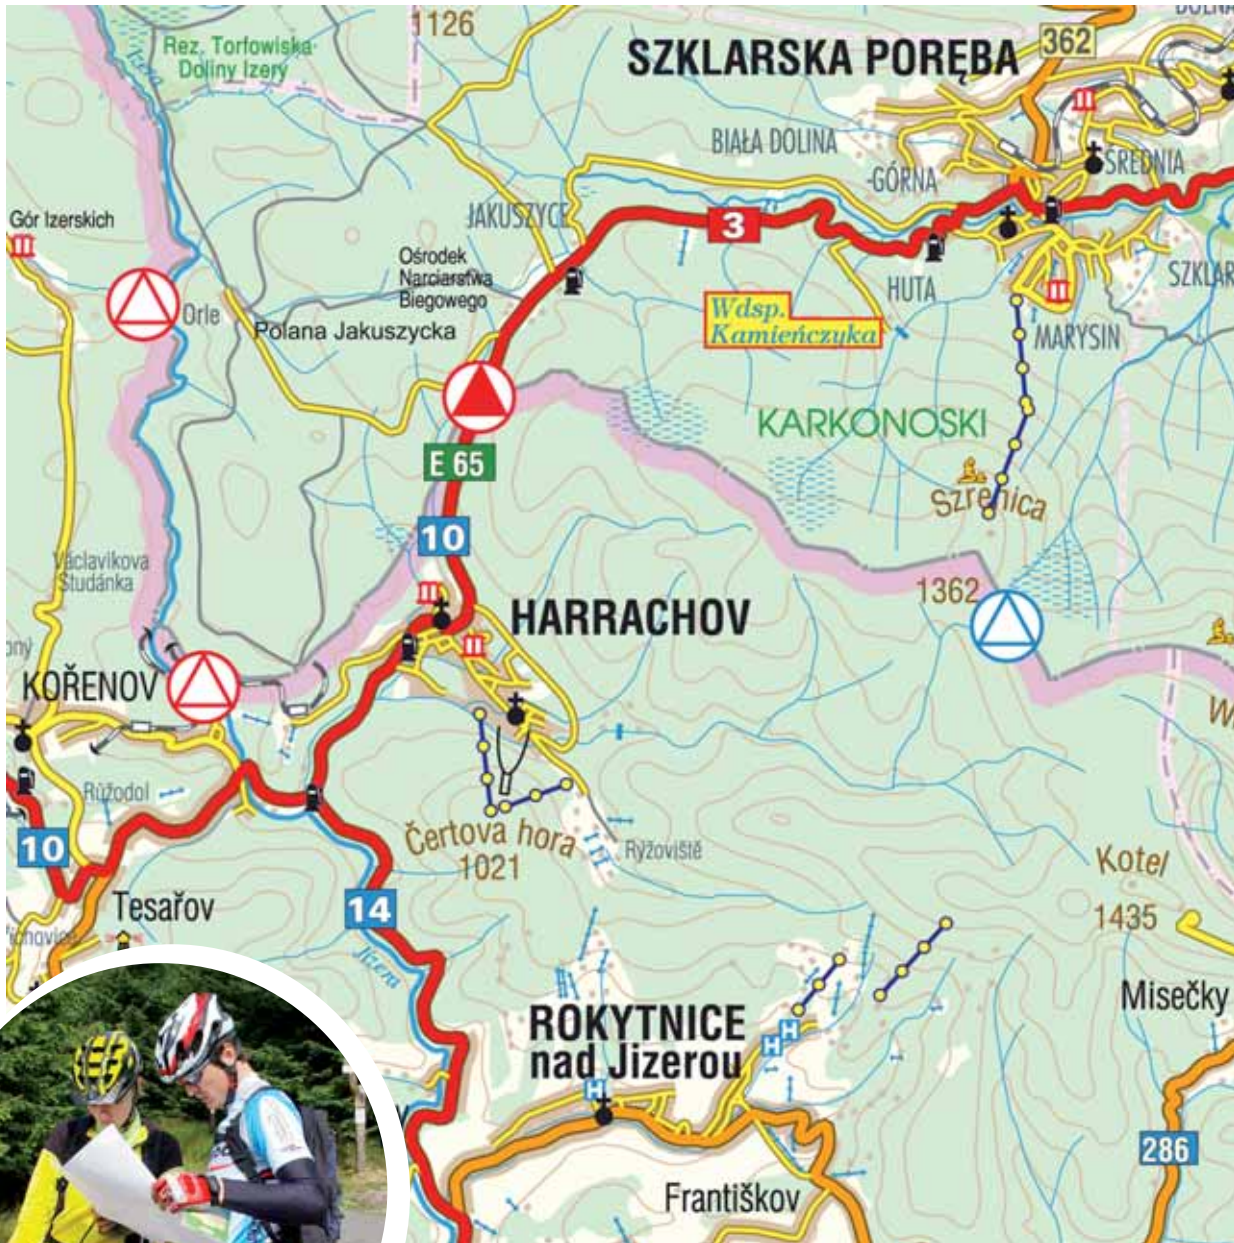 1126
Rez. Torfowiska
Doliny Izery
Izera
SZKLARSKA PORĘBA
362
BIAŁA DOLINA
-GÓRNA
ŚREDNIA
Gór Izerskich
JAKUSZYCE
3
Ośrodek
Narciarstwa
Biegowego
HUTA
Orle
Polana Jakuszycka
Wdsp.
Kamieńczyka
MARYSIN
KARKONOSKI
E 65
Szrenica
10
Václavikova
Studánka
1362
HARRACHOV
KOŘENOV
Růžodol
10
Čertova hora
1021
Rýžoviště
Kotel
1435
Tesařov
14
Jizera
Misečky
ROKYTNICE
nad Jizerou
H
H
H
286
Františkov